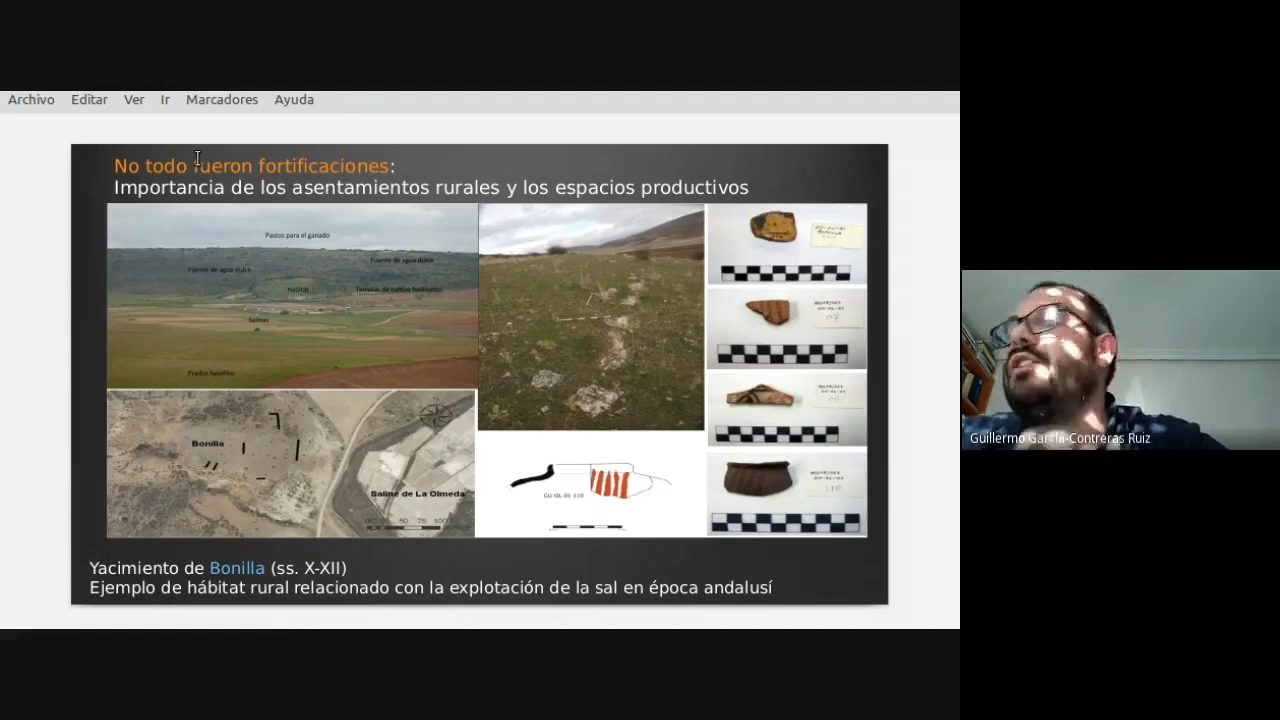 Archivo Editar Ver Ir Marcadores Ayuda
No todo fueron fortificaciones:
Importancia de los asentamientos rurales y los espacios productivos
Pastos para el ganado
Fuente de agua dulce
Fuente de agua dulce
Hábitat
Terrazas de cultivo
Salinas
Prados
Bonilla
Salinas de La Olmeda
50 75 100
Yacimiento de Bonilla (ss. X-XII)
Ejemplo de hábitat rural relacionado con la explotación de la sal en época andalusí
Guillermo García-Contreras Ruiz